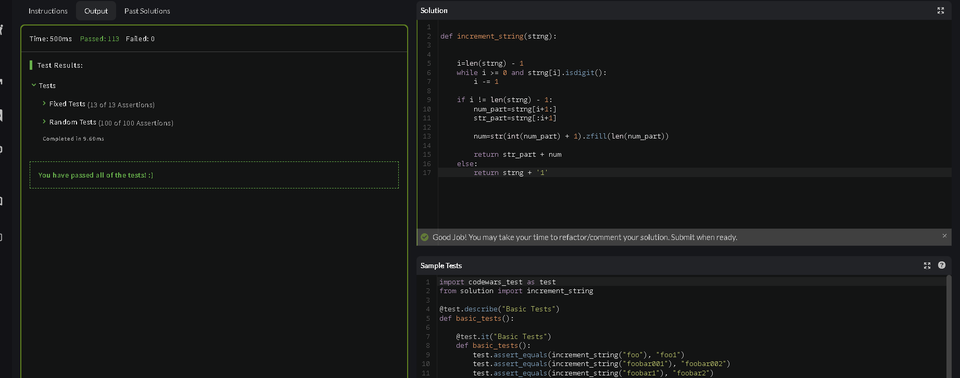 Instructions Output Past Solutions
Time: 500ms Passed: 113 Failed: 0
Test Results:
Tests
Fixed Tests (13 of 13 Assertions)
Random Tests (100 of 100 Assertions)
Completed in 9.60ms
You have passed all of the tests! :)
Solution
1
2 def increment_string(strng):
3
4
5 i=len(strng) - 1
6 while i >= 0 and strng[i].isdigit():
7 i -= 1
8
9 if i != len(strng) - 1:
10 num_part=strng[i+1:]
11 str_part=strng[:i+1]
12
13 num=str(int(num_part) + 1).zfill(len(num_part))
14
15 return str_part + num
16 else:
17 return strng + '1'
Good Job! You may take your time to refactor/comment your solution. Submit when ready.
Sample Tests
1 import codewars_test as test
2 from solution import increment_string
3
4 @test.describe("Basic Tests")
5 def basic_tests():
6
7 @test.it("Basic Tests")
8 def basic_tests():
9 test.assert_equals(increment_string("foo"), "foo1")
10 test.assert_equals(increment_string("foobar001"), "foobar002")
11 test.assert_equals(increment_string("foobar1"), "foobar2")